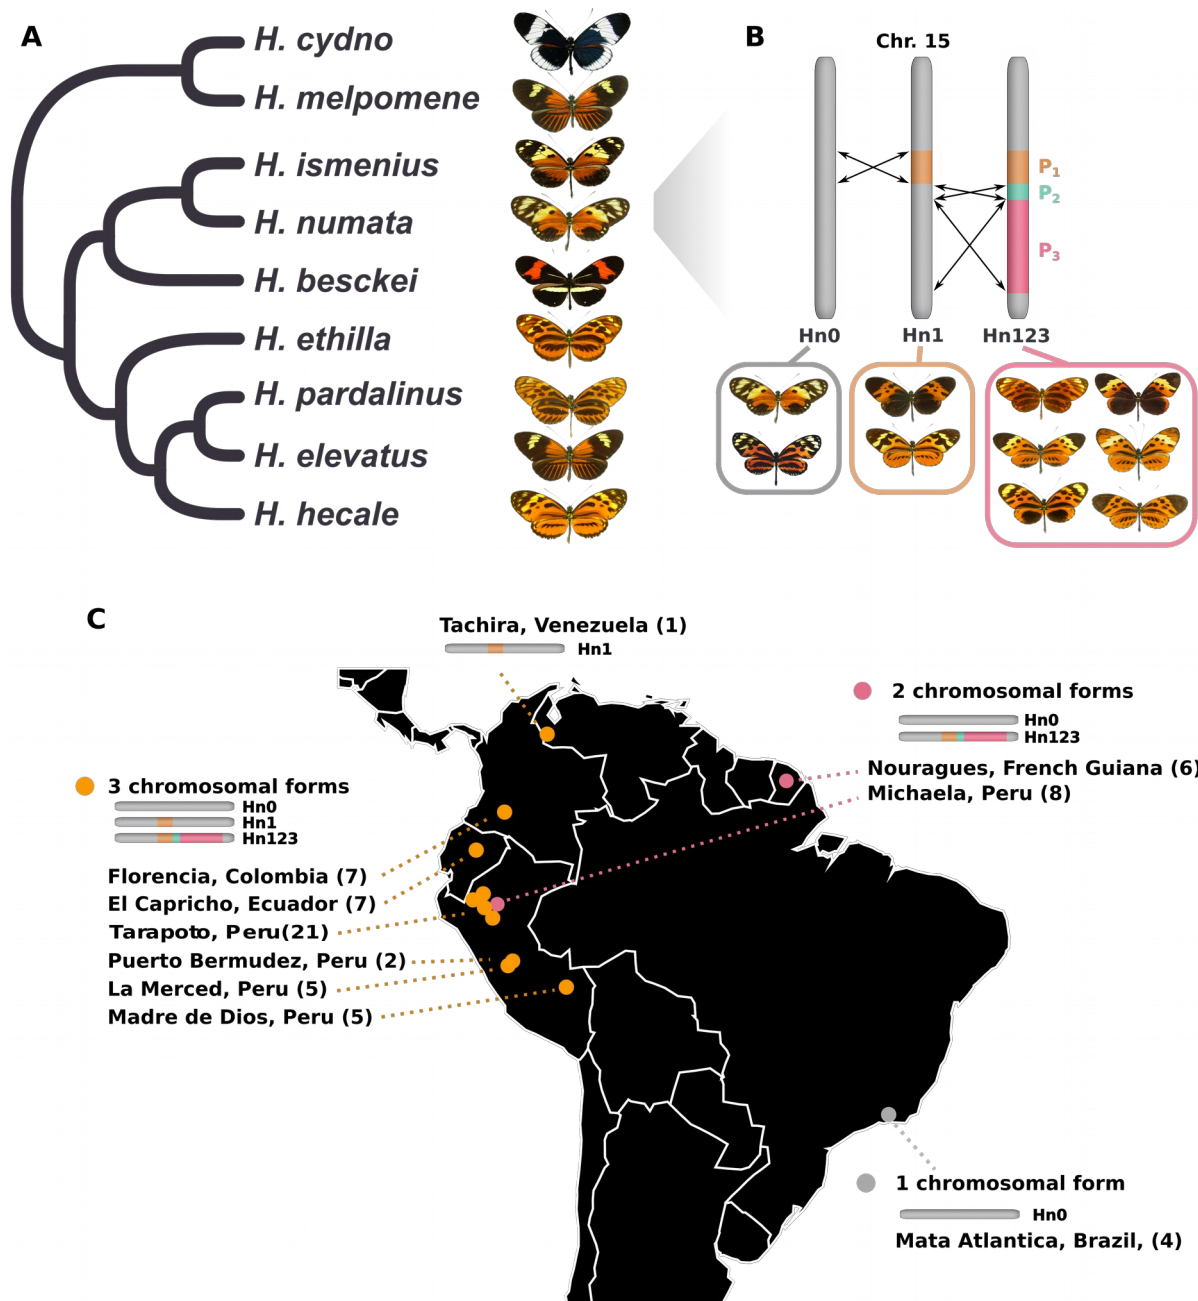 A
H. cydno
H. melpomene
H. ismenius
H. numata
H. besckei
H. ethilla
H. pardalinus
H. elevatus
H. hecale
B
Chr. 15
P1
P2
P3
Hn0
Hn1
Hn123
C
Tachira, Venezuela (1)
Hn1
2 chromosomal forms
Hn0
Hn123
Nouragues, French Guiana (6)
Michaela, Peru (8)
3 chromosomal forms
Hn0
Hn1
Hn123
Florencia, Colombia (7)
El Capricho, Ecuador (7)
Tarapoto, Peru(21)
Puerto Bermudez, Peru (2)
La Merced, Peru (5)
Madre de Dios, Peru (5)
1 chromosomal form
Hn0
Mata Atlantica, Brazil, (4)